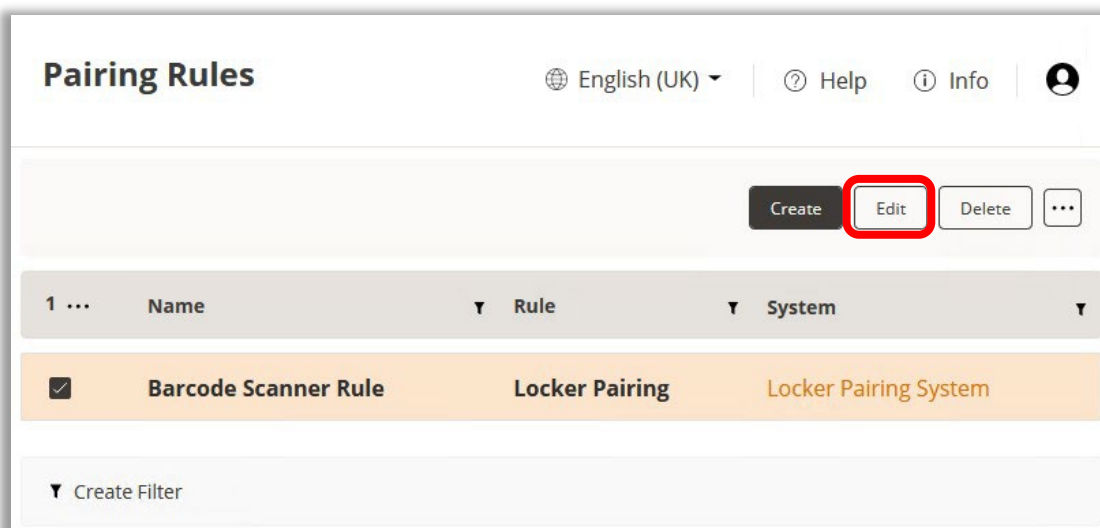 Pairing Rules English (UK) Help Info
Create Edit Delete ...
1 ... Name Rule System
Barcode Scanner Rule Locker Pairing Locker Pairing System
Create Filter